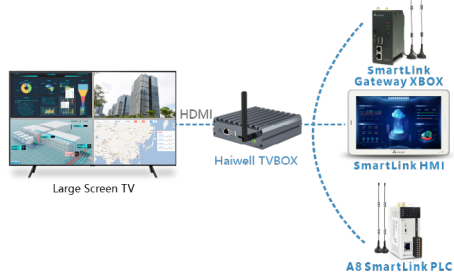 SmartLink
Gateway XBOX
HDMI
Haiwell TVBOX
SmartLink HMI
Large Screen TV
A8 SmartLink PLC